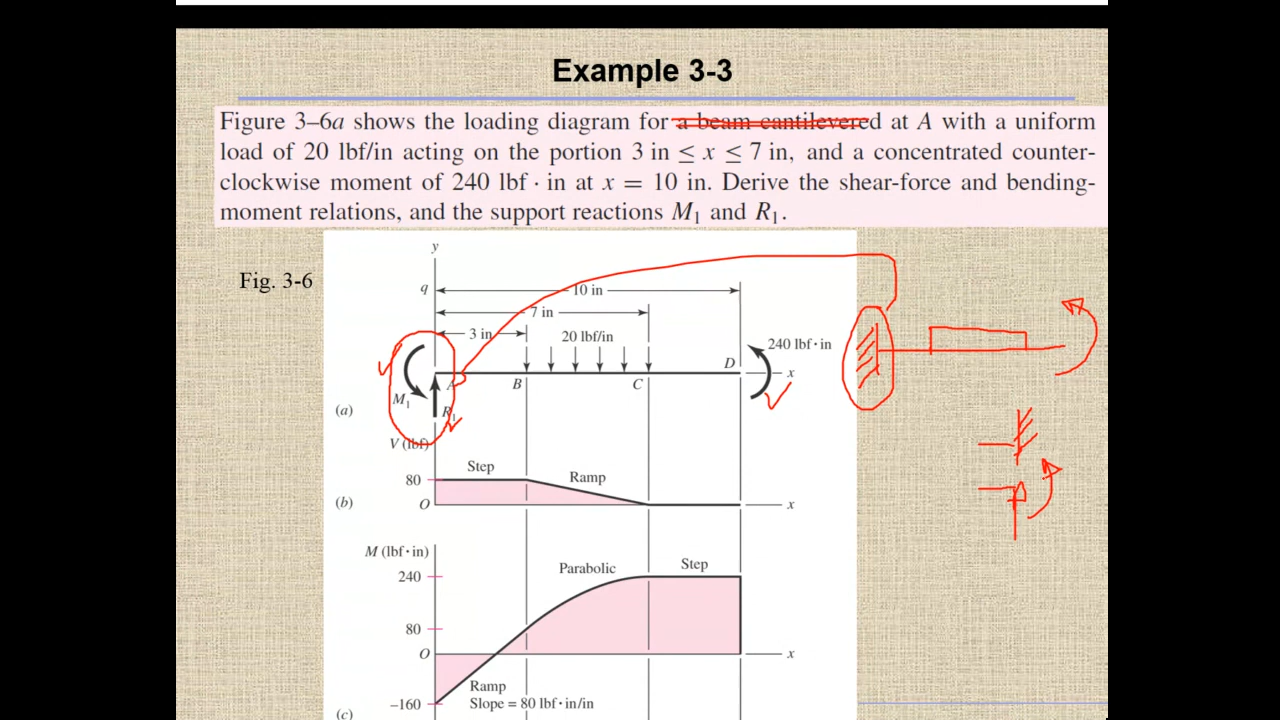 Example 3-3
Figure 3–6a shows the loading diagram for a beam cantilevered at A with a uniform
load of 20 lbf/in acting on the portion 3 in ≤ x ≤ 7 in, and a concentrated counter-
clockwise moment of 240 lbf · in at x = 10 in. Derive the shear-force and bending-
moment relations, and the support reactions M₁ and R₁.
Fig. 3-6
y
q
10 in
7 in
3 in
20 lbf/in
240 lbf·in
A
B
C
D
x
M₁
R₁
(a)
V (lbf)
Step
Ramp
80
O
x
(b)
M (lbf·in)
Parabolic
Step
240
80
O
x
Ramp
Slope = 80 lbf·in/in
–160
(c)